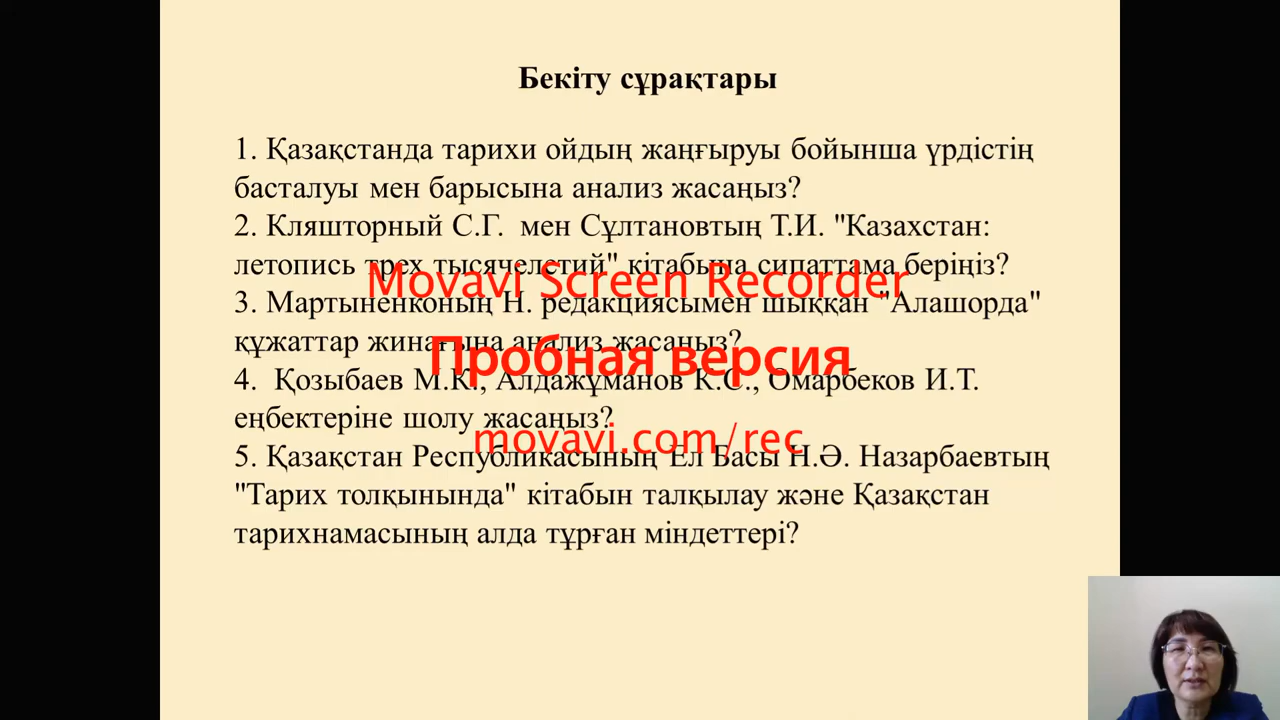 Бекіту сұрақтары
1. Қазақстанда тарихи ойдың жаңғыруы бойынша үрдістің
басталуы мен барысына анализ жасаңыз?
2. Кляшторный С.Г. мен Сұлтановтың Т.И. "Казахстан:
летопись трех тысячелетий" кітабына сипаттама беріңіз?
Movavi Screen Recorder
3. Мартыненконың Н. редакциясымен шыққан "Алашорда"
құжаттар жинағына анализ жасаңыз?
Пробная версия
4. Қозыбаев М.К., Алдажұманов К.С., Омарбеков И.Т.
еңбектеріне шолу жасаңыз?
movavi.com/rec
5. Қазақстан Республикасының Ел Басы Н.Ә. Назарбаевтың
"Тарих толқынында" кітабын талқылау және Қазақстан
тарихнамасының алда тұрған міндеттері?